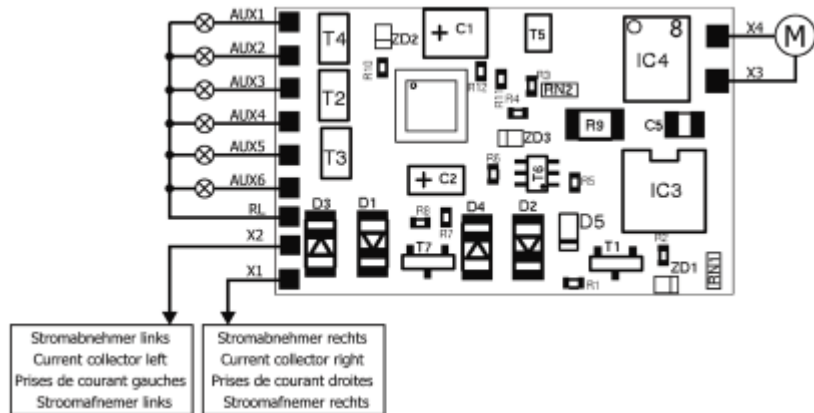 AUX1
AUX2
AUX3
AUX4
AUX5
AUX6
RL
X2
X1
T4
T2
T3
ZD2
R10
C1
T5
8
IC4
X4
M
X3
R12
R11
R3
RN2
R4
ZD3
R9
C5
C2
R6
T6
R5
IC3
D3
D1
R8
R7
D4
D2
D5
T7
T1
R2
ZD1
RN1
R1
Stromabnehmer links
Current collector left
Prises de courant gauches
Stroomafnemer links
Stromabnehmer rechts
Current collector right
Prises de courant droites
Stroomafnemer rechts